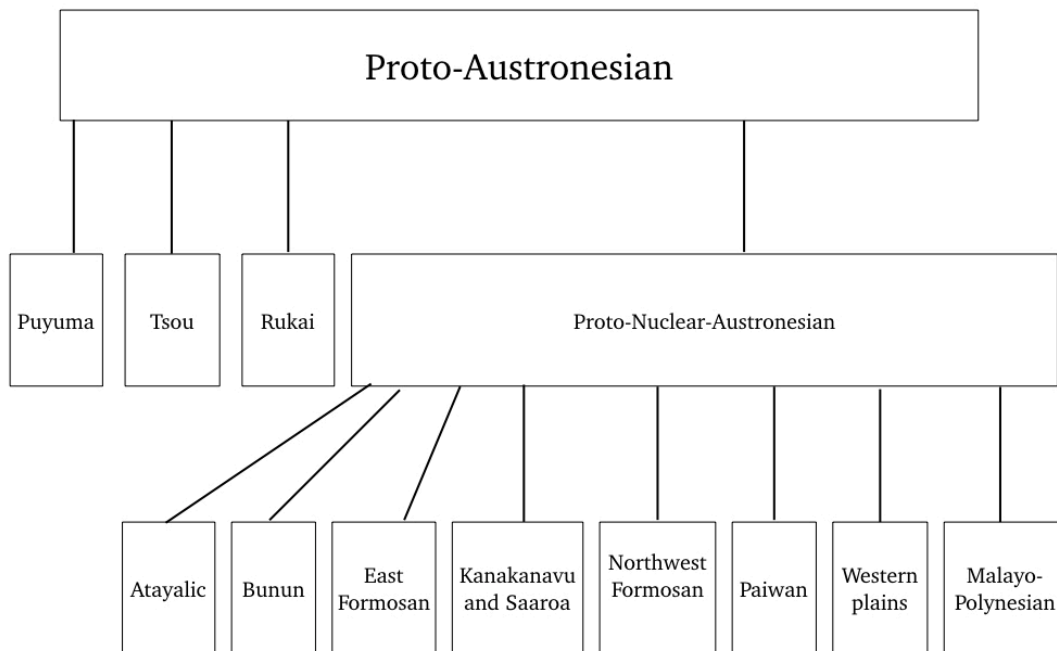 Proto-Austronesian
Puyuma
Tsou
Rukai
Proto-Nuclear-Austronesian
Atayalic
Bunun
East
Formosan
Kanakanavu
and Saaroa
Northwest
Formosan
Paiwan
Western
plains
Malayo-
Polynesian